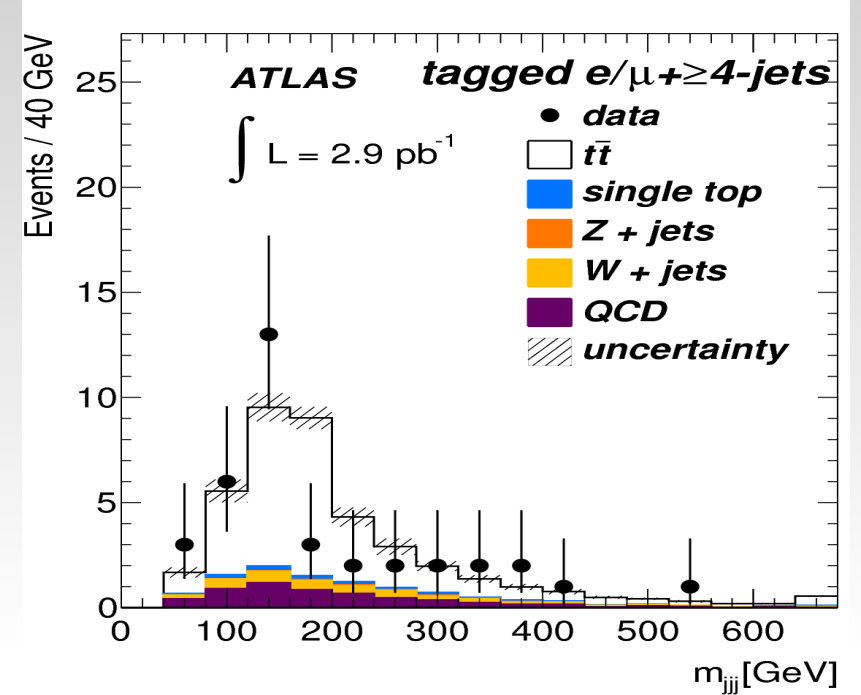 Events / 40 GeV
25
20
15
10
5
0
ATLAS
∫ L = 2.9 pb⁻¹
tagged e/μ+≥4-jets
data
tt̄
single top
Z + jets
W + jets
QCD
uncertainty
0 100 200 300 400 500 600
m_jjj [GeV]